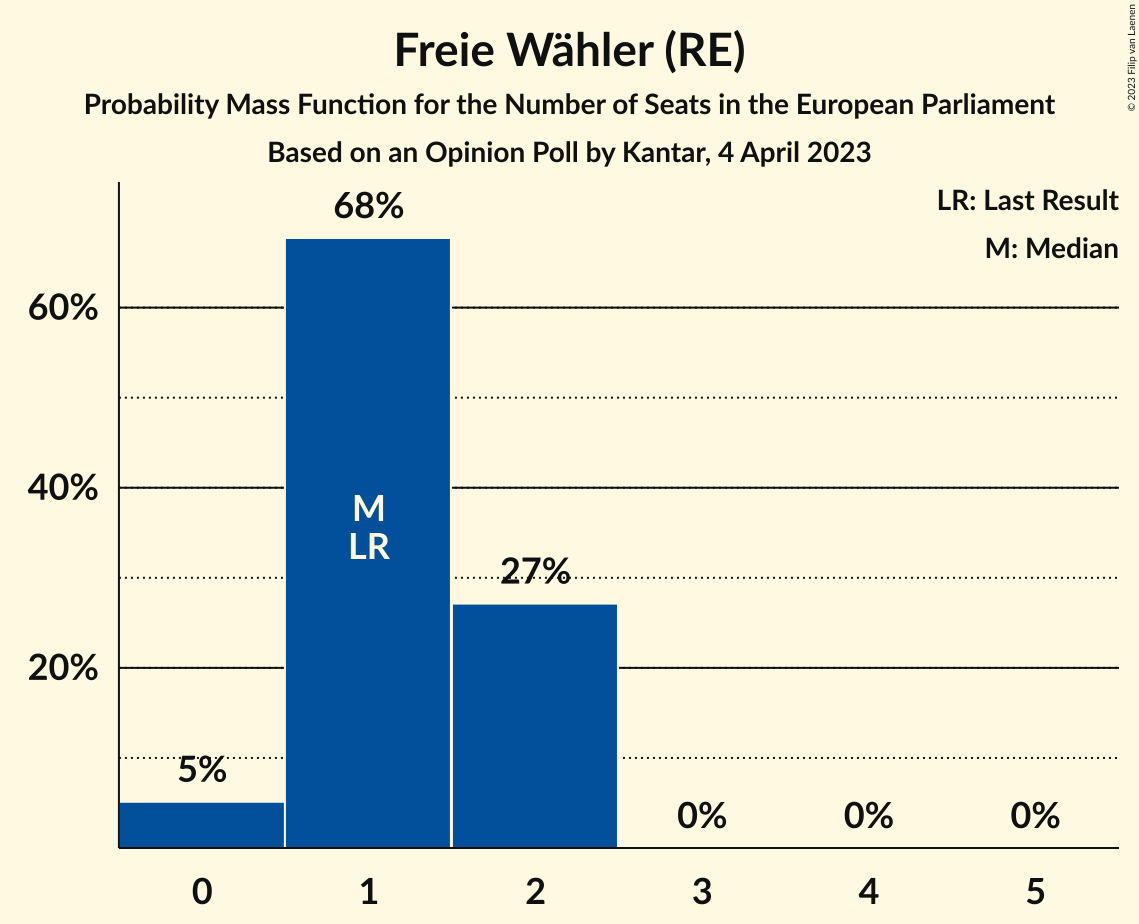 Freie Wähler (RE)
Probability Mass Function for the Number of Seats in the European Parliament
Based on an Opinion Poll by Kantar, 4 April 2023
© 2023 Filip van Laenen
LR: Last Result
M: Median
68%
60%
40%
M
LR
27%
20%
5%
0%
0%
0%
0
1
2
3
4
5